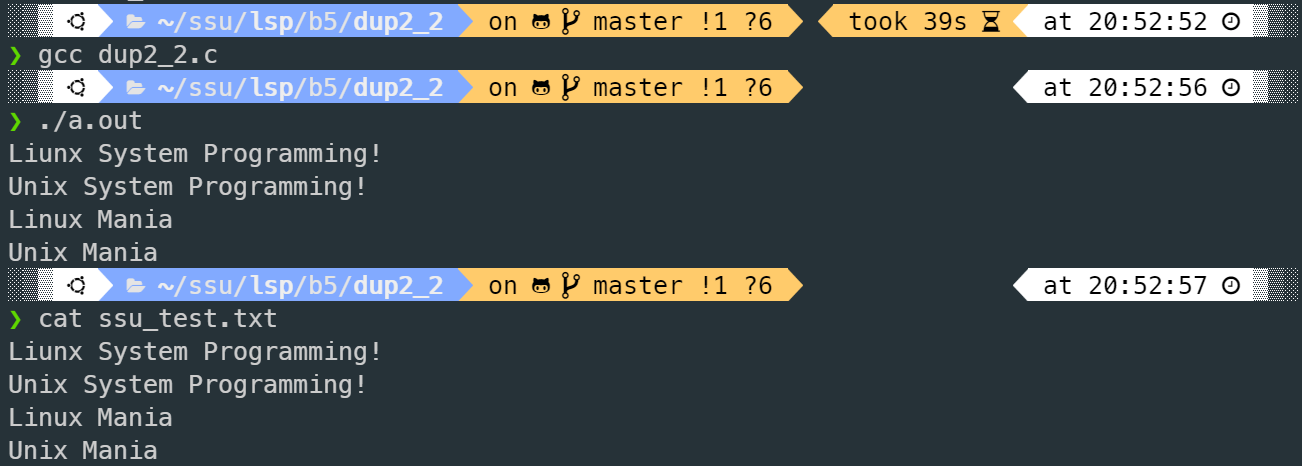 ~/ssu/lsp/b5/dup2_2 on master !1 ?6 took 39s at 20:52:52
❯ gcc dup2_2.c
~/ssu/lsp/b5/dup2_2 on master !1 ?6 at 20:52:56
❯ ./a.out
Liunx System Programming!
Unix System Programming!
Linux Mania
Unix Mania
~/ssu/lsp/b5/dup2_2 on master !1 ?6 at 20:52:57
❯ cat ssu_test.txt
Liunx System Programming!
Unix System Programming!
Linux Mania
Unix Mania